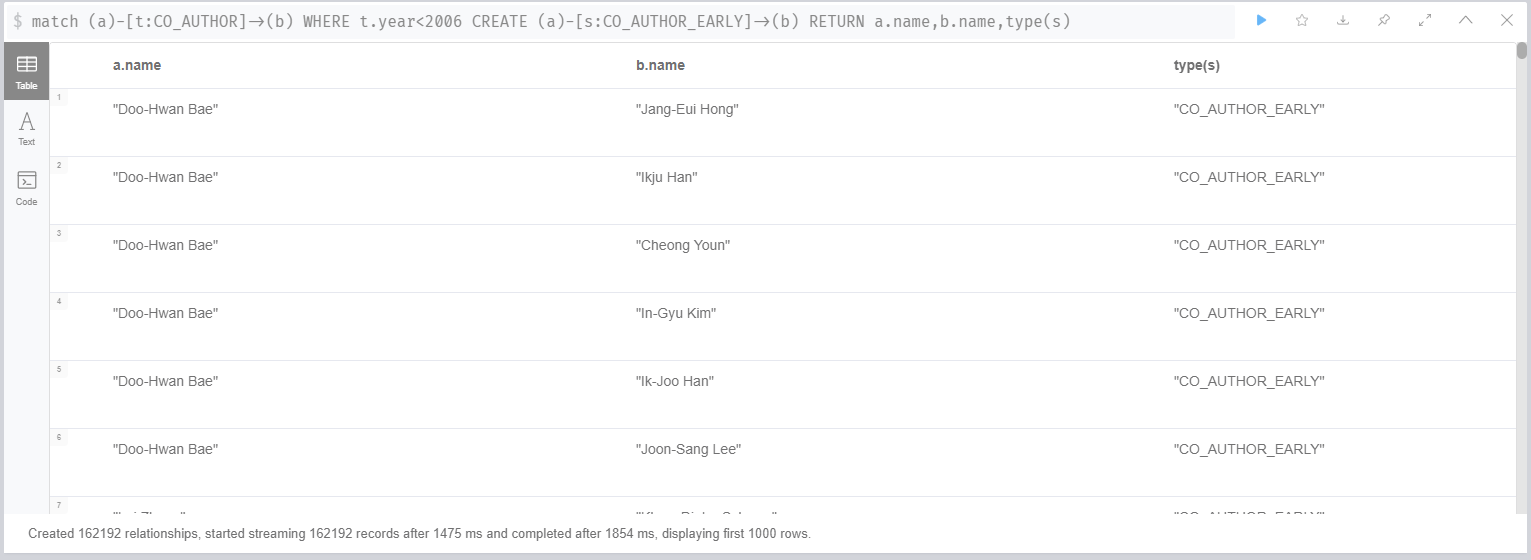 $ match (a)-[t:CO_AUTHOR]->(b) WHERE t.year<2006 CREATE (a)-[s:CO_AUTHOR_EARLY]->(b) RETURN a.name,b.name,type(s)
a.name b.name type(s)
Table
Text
Code
1 "Doo-Hwan Bae" "Jang-Eui Hong" "CO_AUTHOR_EARLY"
2 "Doo-Hwan Bae" "Ikju Han" "CO_AUTHOR_EARLY"
3 "Doo-Hwan Bae" "Cheong Youn" "CO_AUTHOR_EARLY"
4 "Doo-Hwan Bae" "In-Gyu Kim" "CO_AUTHOR_EARLY"
5 "Doo-Hwan Bae" "Ik-Joo Han" "CO_AUTHOR_EARLY"
6 "Doo-Hwan Bae" "Joon-Sang Lee" "CO_AUTHOR_EARLY"
7
Created 162192 relationships, started streaming 162192 records after 1475 ms and completed after 1854 ms, displaying first 1000 rows.